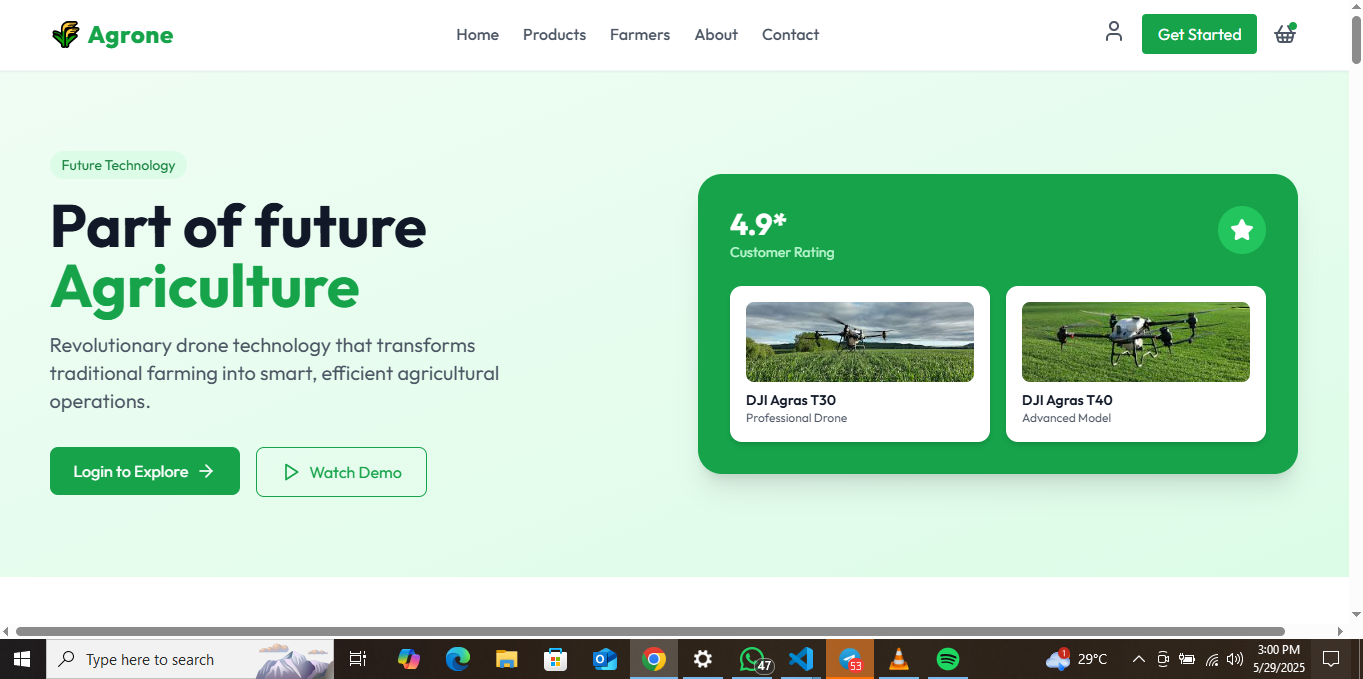 Agrone
Home
Products
Farmers
About
Contact
Get Started
Future Technology
Part of future
Agriculture
Revolutionary drone technology that transforms
traditional farming into smart, efficient agricultural
operations.
Login to Explore
Watch Demo
4.9*
Customer Rating
DJI Agras T30
Professional Drone
DJI Agras T40
Advanced Model
Type here to search
47
53
1
29°C
3:00 PM
5/29/2025